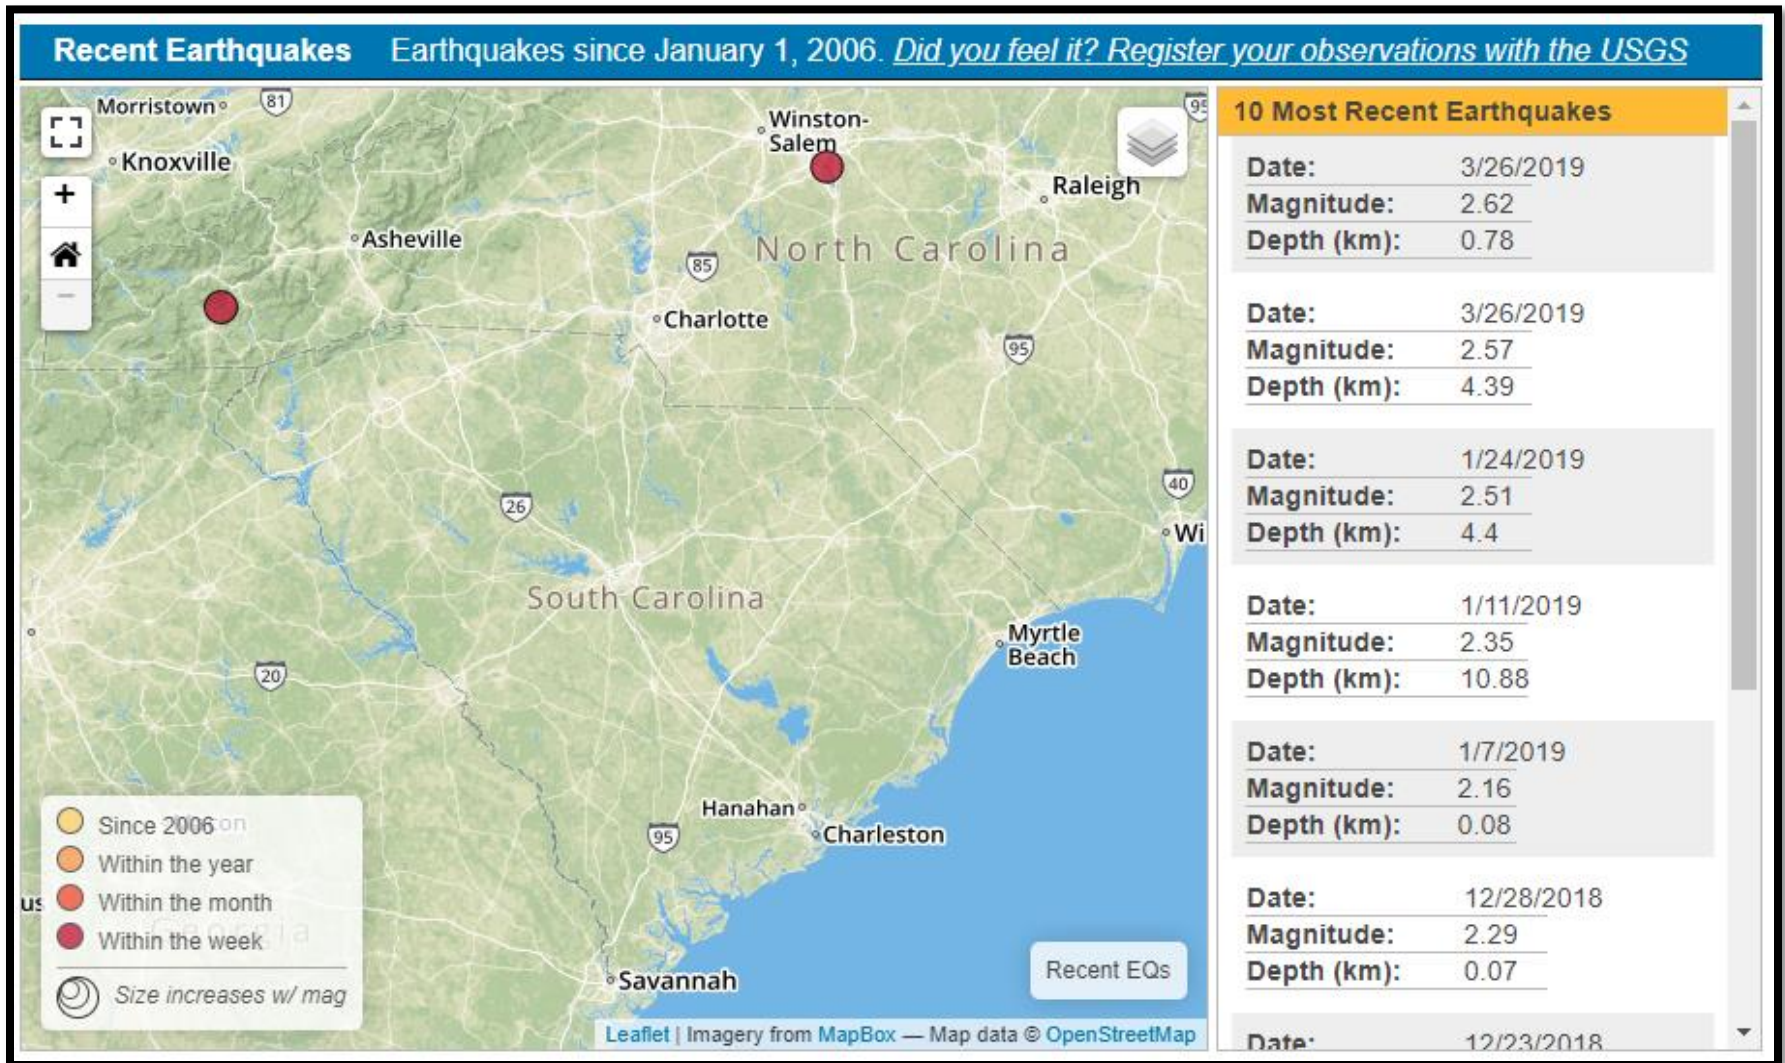 Recent Earthquakes Earthquakes since January 1, 2006. Did you feel it? Register your observations with the USGS
Morristown
81
Winston-
Salem
95
Knoxville
+
Raleigh
Asheville
North Carolina
85
−
Charlotte
95
40
26
Wi
South Carolina
Myrtle
Beach
20
Hanahan
95
Charleston
Since 2006
Within the year
us
Within the month
Georgia
Within the week
Size increases w/ mag
Savannah
Recent EQs
Leaflet | Imagery from MapBox — Map data © OpenStreetMap
10 Most Recent Earthquakes
Date: 3/26/2019
Magnitude: 2.62
Depth (km): 0.78
Date: 3/26/2019
Magnitude: 2.57
Depth (km): 4.39
Date: 1/24/2019
Magnitude: 2.51
Depth (km): 4.4
Date: 1/11/2019
Magnitude: 2.35
Depth (km): 10.88
Date: 1/7/2019
Magnitude: 2.16
Depth (km): 0.08
Date: 12/28/2018
Magnitude: 2.29
Depth (km): 0.07
Date: 12/23/2018